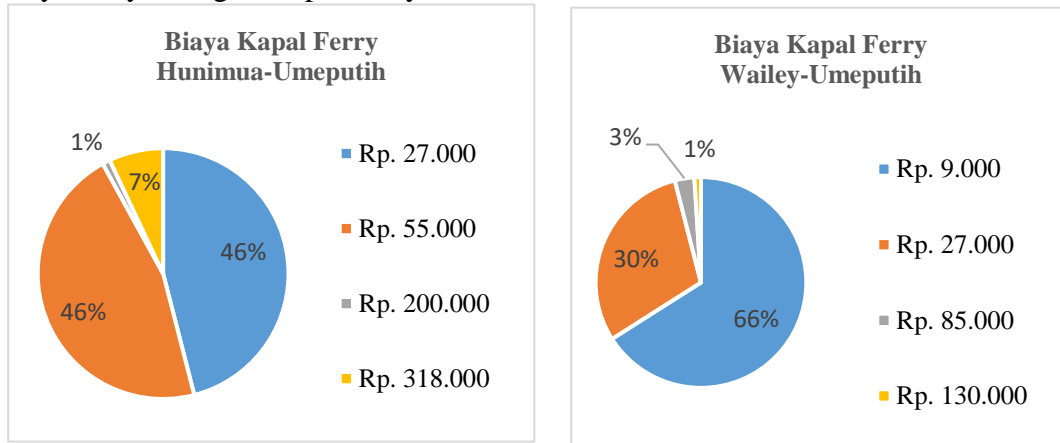 Biaya Kapal Ferry
Hunimua-Umeputih
1%
7%
46%
46%
Rp. 27.000
Rp. 55.000
Rp. 200.000
Rp. 318.000
Biaya Kapal Ferry
Wailey-Umeputih
3%
1%
30%
66%
Rp. 9.000
Rp. 27.000
Rp. 85.000
Rp. 130.000